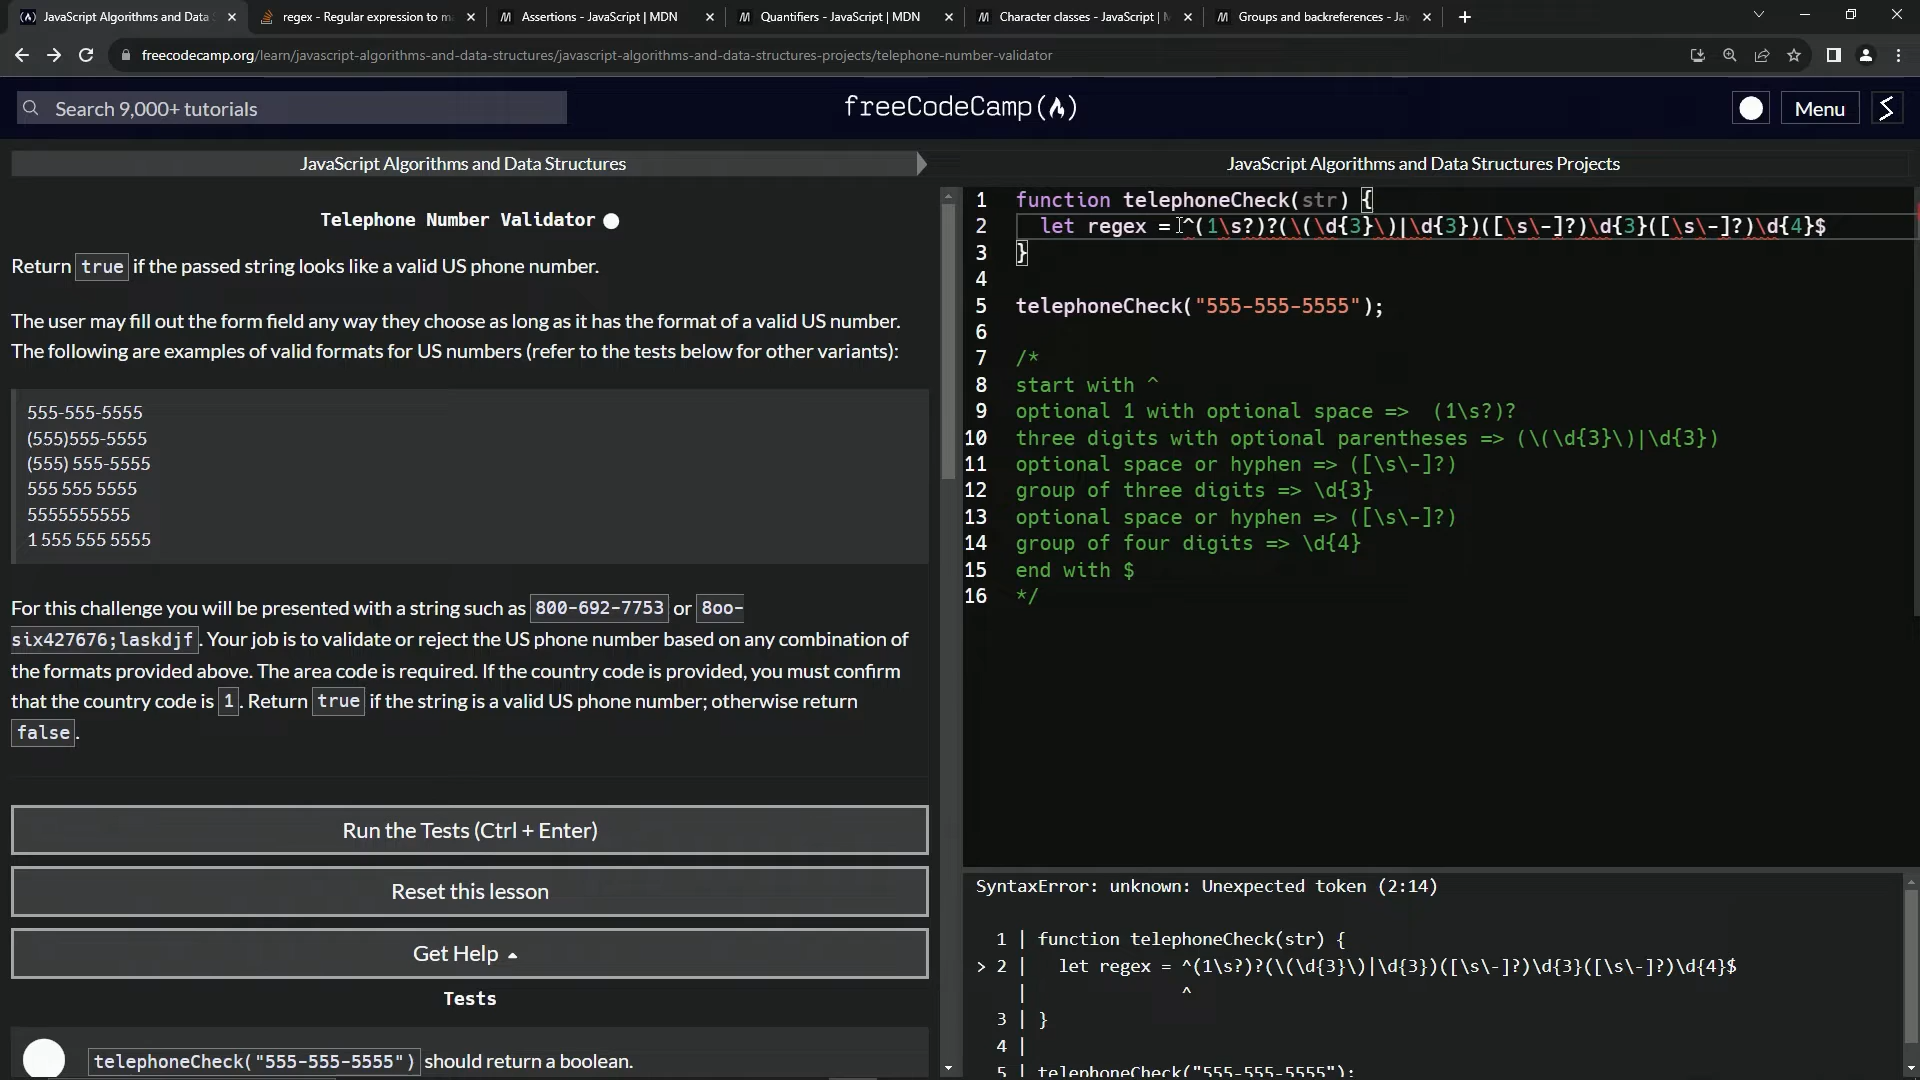 JavaScript Algorithms and Data
regex - Regular expression to m
Assertions - JavaScript | MDN
Quantifiers - JavaScript | MDN
Character classes - JavaScript |
Groups and backreferences - Ja
freecodecamp.org/learn/javascript-algorithms-and-data-structures/javascript-algorithms-and-data-structures-projects/telephone-number-validator
Search 9,000+ tutorials
freeCodeCamp
Menu
JavaScript Algorithms and Data Structures
Telephone Number Validator
Return true if the passed string looks like a valid US phone number.
The user may fill out the form field any way they choose as long as it has the format of a valid US number.
The following are examples of valid formats for US numbers (refer to the tests below for other variants):
555-555-5555
(555)555-5555
(555) 555-5555
555 555 5555
5555555555
1 555 555 5555
For this challenge you will be presented with a string such as 800-692-7753 or 8oo-
six427676;laskdjf. Your job is to validate or reject the US phone number based on any combination of
the formats provided above. The area code is required. If the country code is provided, you must confirm
that the country code is 1. Return true if the string is a valid US phone number; otherwise return
false.
Run the Tests (Ctrl + Enter)
Reset this lesson
Get Help
Tests
telephoneCheck("555-555-5555") should return a boolean.
JavaScript Algorithms and Data Structures Projects
1 function telephoneCheck(str) {
2 let regex = ^(1\s?)?(\(\d{3}\)|\d{3})([\s\-]?)\d{3}([\s\-]?)\d{4}$
3 }
4
5 telephoneCheck("555-555-5555");
6
7 /*
8 start with ^
9 optional 1 with optional space => (1\s?)?
10 three digits with optional parentheses => (\(\d{3}\)|\d{3})
11 optional space or hyphen => ([\s\-]?)
12 group of three digits => \d{3}
13 optional space or hyphen => ([\s\-]?)
14 group of four digits => \d{4}
15 end with $
16 */
SyntaxError: unknown: Unexpected token (2:14)
1 | function telephoneCheck(str) {
> 2 | let regex = ^(1\s?)?(\(\d{3}\)|\d{3})([\s\-]?)\d{3}([\s\-]?)\d{4}$
| ^
3 | }
4 |
5 | telephoneCheck("555-555-5555");